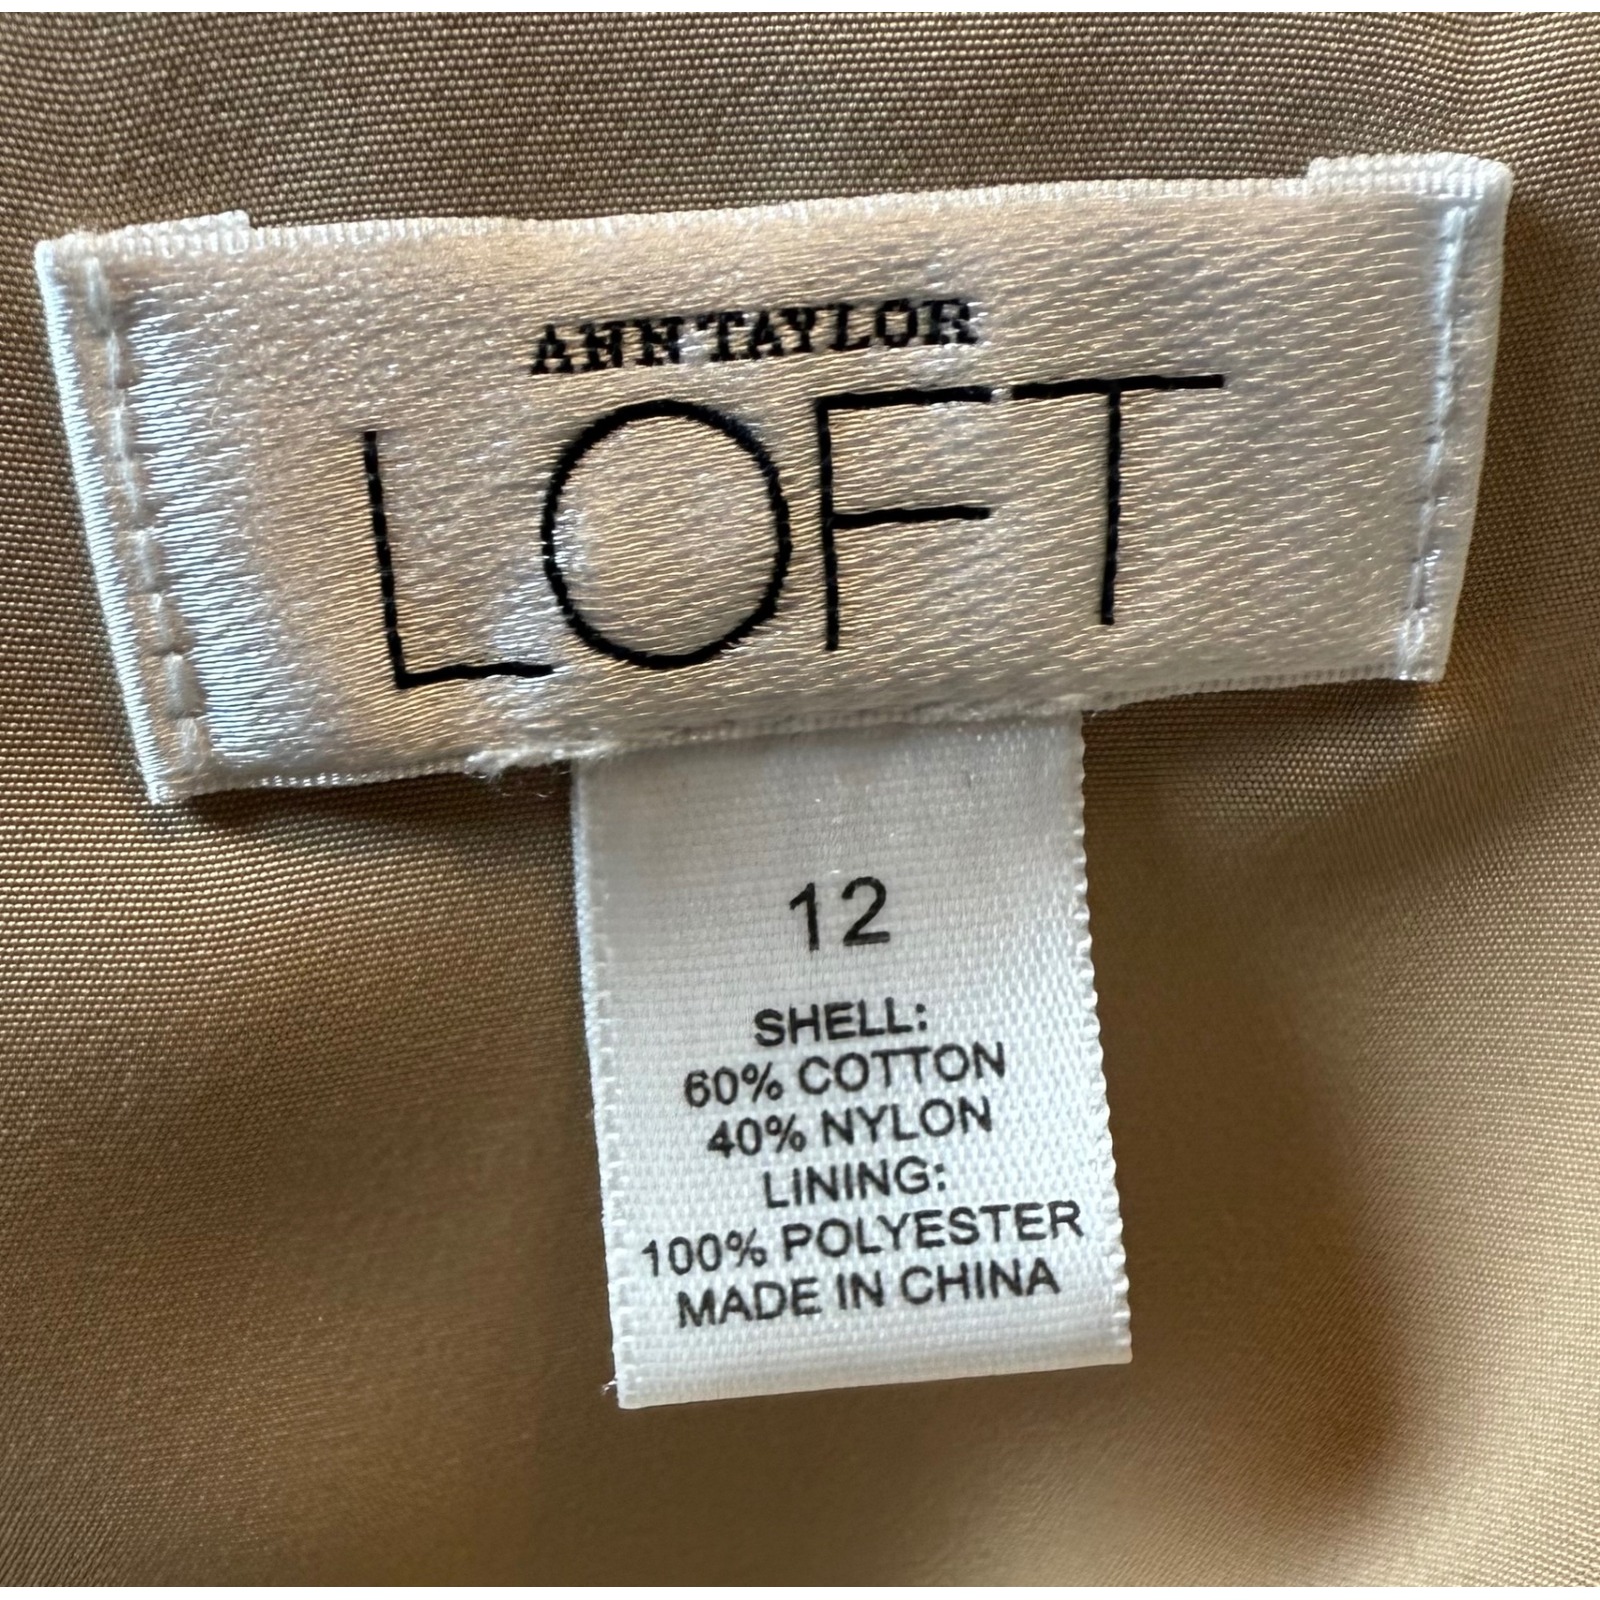 ANN TAYLOR
LOFT
12
SHELL:
60% COTTON
40% NYLON
LINING:
100% POLYESTER
MADE IN CHINA